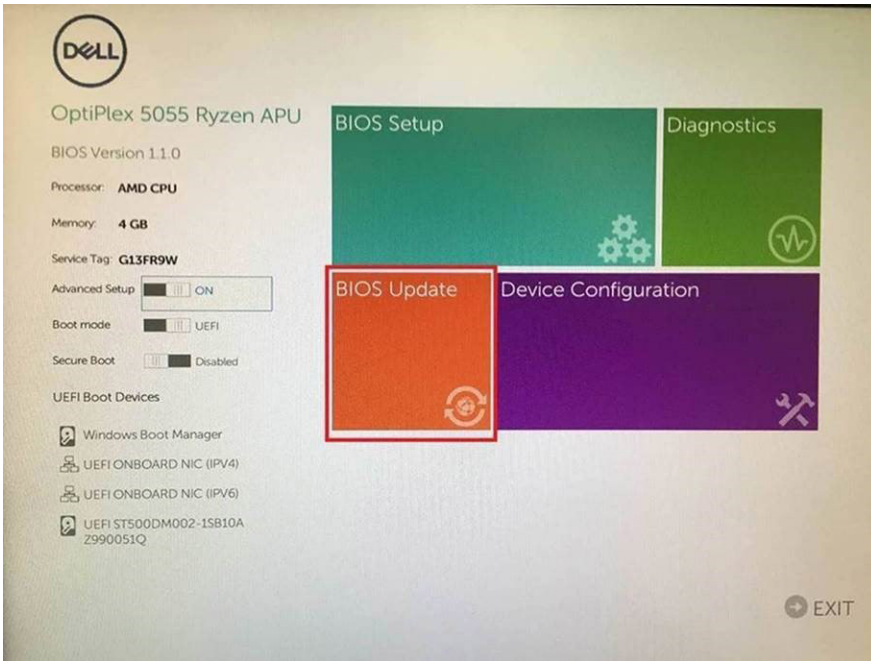 DELL
OptiPlex 5055 Ryzen APU
BIOS Version 1.1.0
Processor: AMD CPU
Memory: 4 GB
Service Tag: G13FR9W
Advanced Setup ON
Boot mode UEFI
Secure Boot Disabled
UEFI Boot Devices
Windows Boot Manager
UEFI ONBOARD NIC (IPV4)
UEFI ONBOARD NIC (IPV6)
UEFI ST500DM002-1SB10A
Z990051Q
BIOS Setup
Diagnostics
BIOS Update
Device Configuration
EXIT